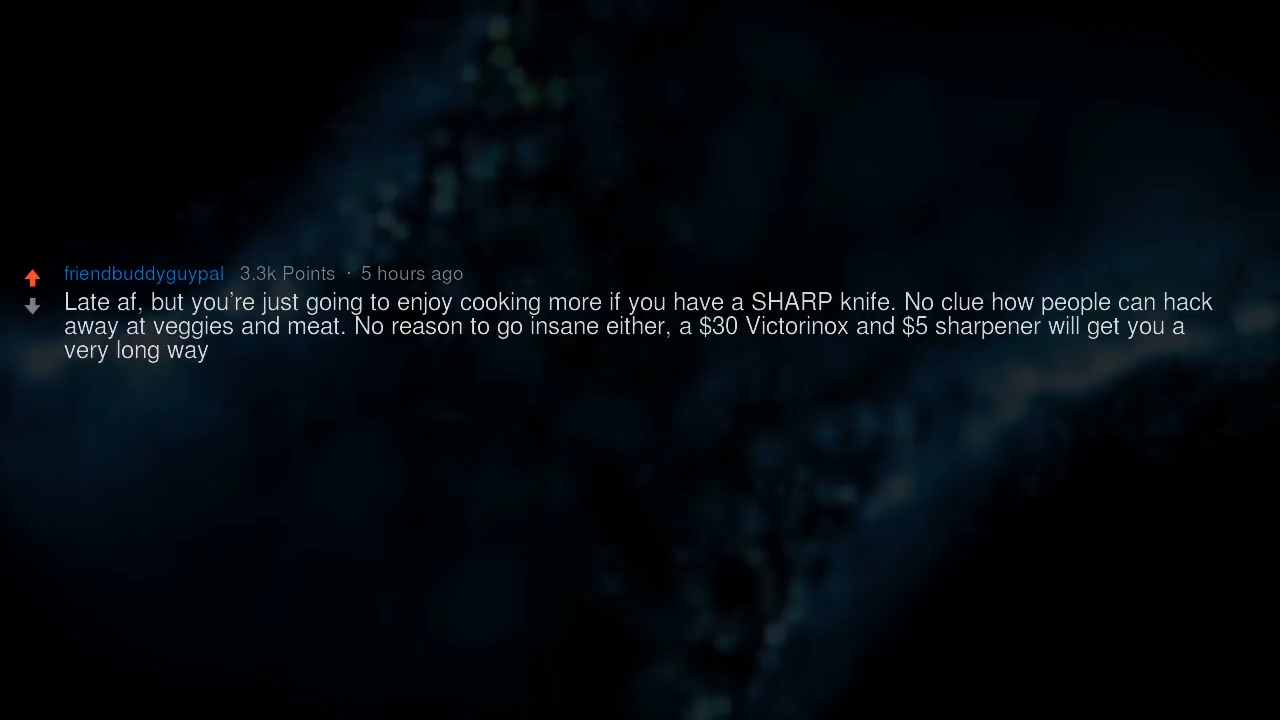 friendbuddyguypal 3.3k Points · 5 hours ago
Late af, but you're just going to enjoy cooking more if you have a SHARP knife. No clue how people can hack
away at veggies and meat. No reason to go insane either, a $30 Victorinox and $5 sharpener will get you a
very long way